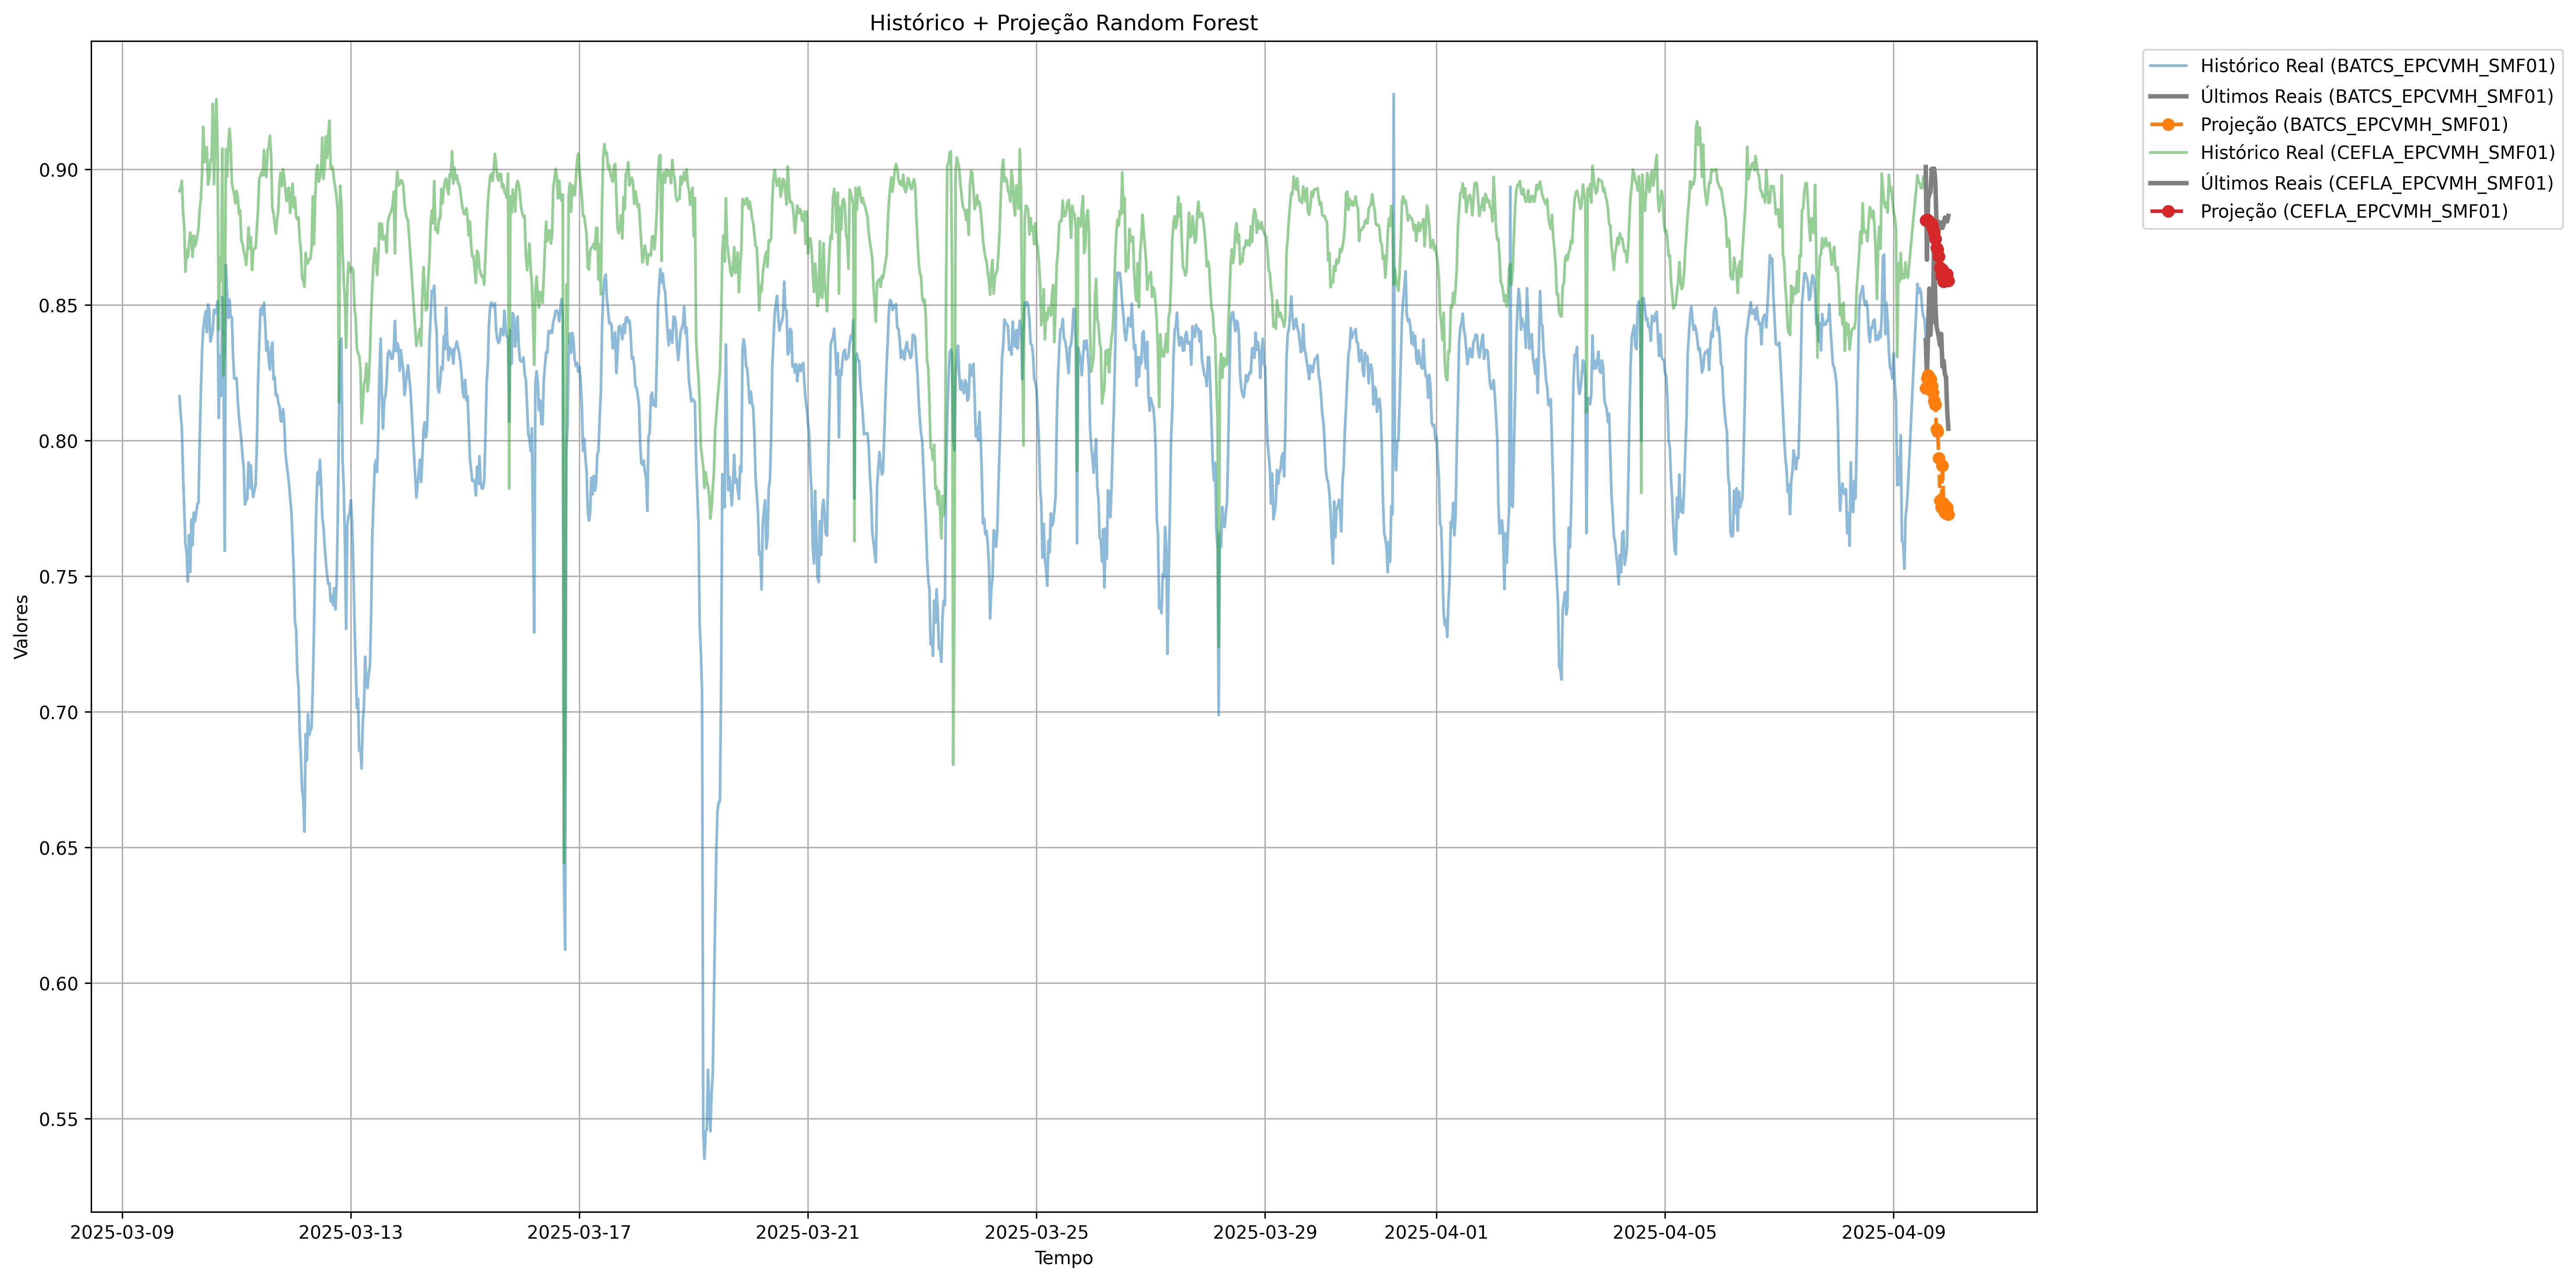 Histórico + Projeção Random Forest
Histórico Real (BATCS_EPCVMH_SMF01)
Últimos Reais (BATCS_EPCVMH_SMF01)
Projeção (BATCS_EPCVMH_SMF01)
Histórico Real (CEFLA_EPCVMH_SMF01)
Últimos Reais (CEFLA_EPCVMH_SMF01)
Projeção (CEFLA_EPCVMH_SMF01)
0.90
0.85
0.80
0.75
0.70
0.65
0.60
0.55
Valores
2025-03-09 2025-03-13 2025-03-17 2025-03-21 2025-03-25 2025-03-29 2025-04-01 2025-04-05 2025-04-09
Tempo